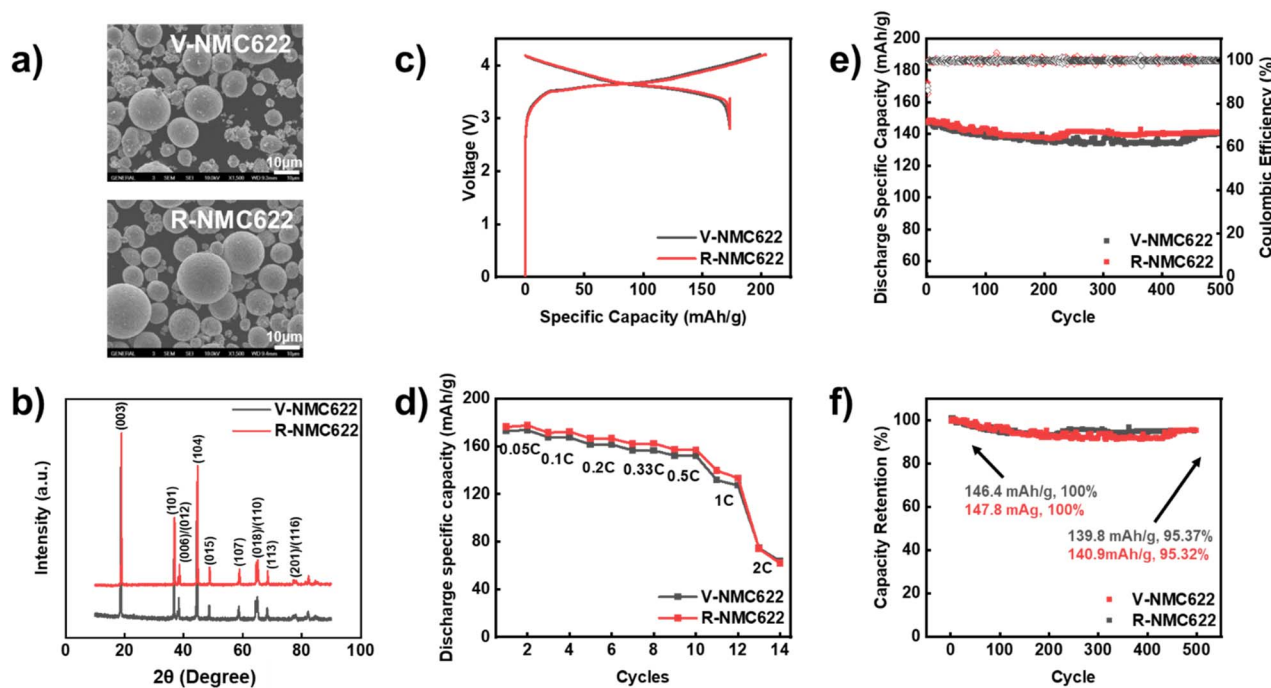 a)
V-NMC622
10μm
R-NMC622
10μm
b)
Intensity (a.u.)
V-NMC622
R-NMC622
(003)
(101)
(006)/(012)
(104)
(015)
(107)
(018)/(110)
(113)
(201)/(116)
0 20 40 60 80 100
2θ (Degree)
c)
Voltage (V)
4
3
2
1
0
V-NMC622
R-NMC622
0 50 100 150 200
Specific Capacity (mAh/g)
d)
Discharge specific capacity (mAh/g)
200
160
120
80
40
0
0.05C
0.1C
0.2C
0.33C
0.5C
1C
2C
V-NMC622
R-NMC622
2 4 6 8 10 12 14
Cycles
e)
Discharge Specific Capacity (mAh/g)
200
190
180
160
140
120
100
80
60
100
80
60
40
20
0
Coulombic Efficiency (%)
V-NMC622
R-NMC622
0 100 200 300 400 500
Cycle
f)
Capacity Retention (%)
100
80
60
40
20
0
146.4 mAh/g, 100%
147.8 mAg, 100%
139.8 mAh/g, 95.37%
140.9mAh/g, 95.32%
V-NMC622
R-NMC622
0 100 200 300 400 500
Cycle